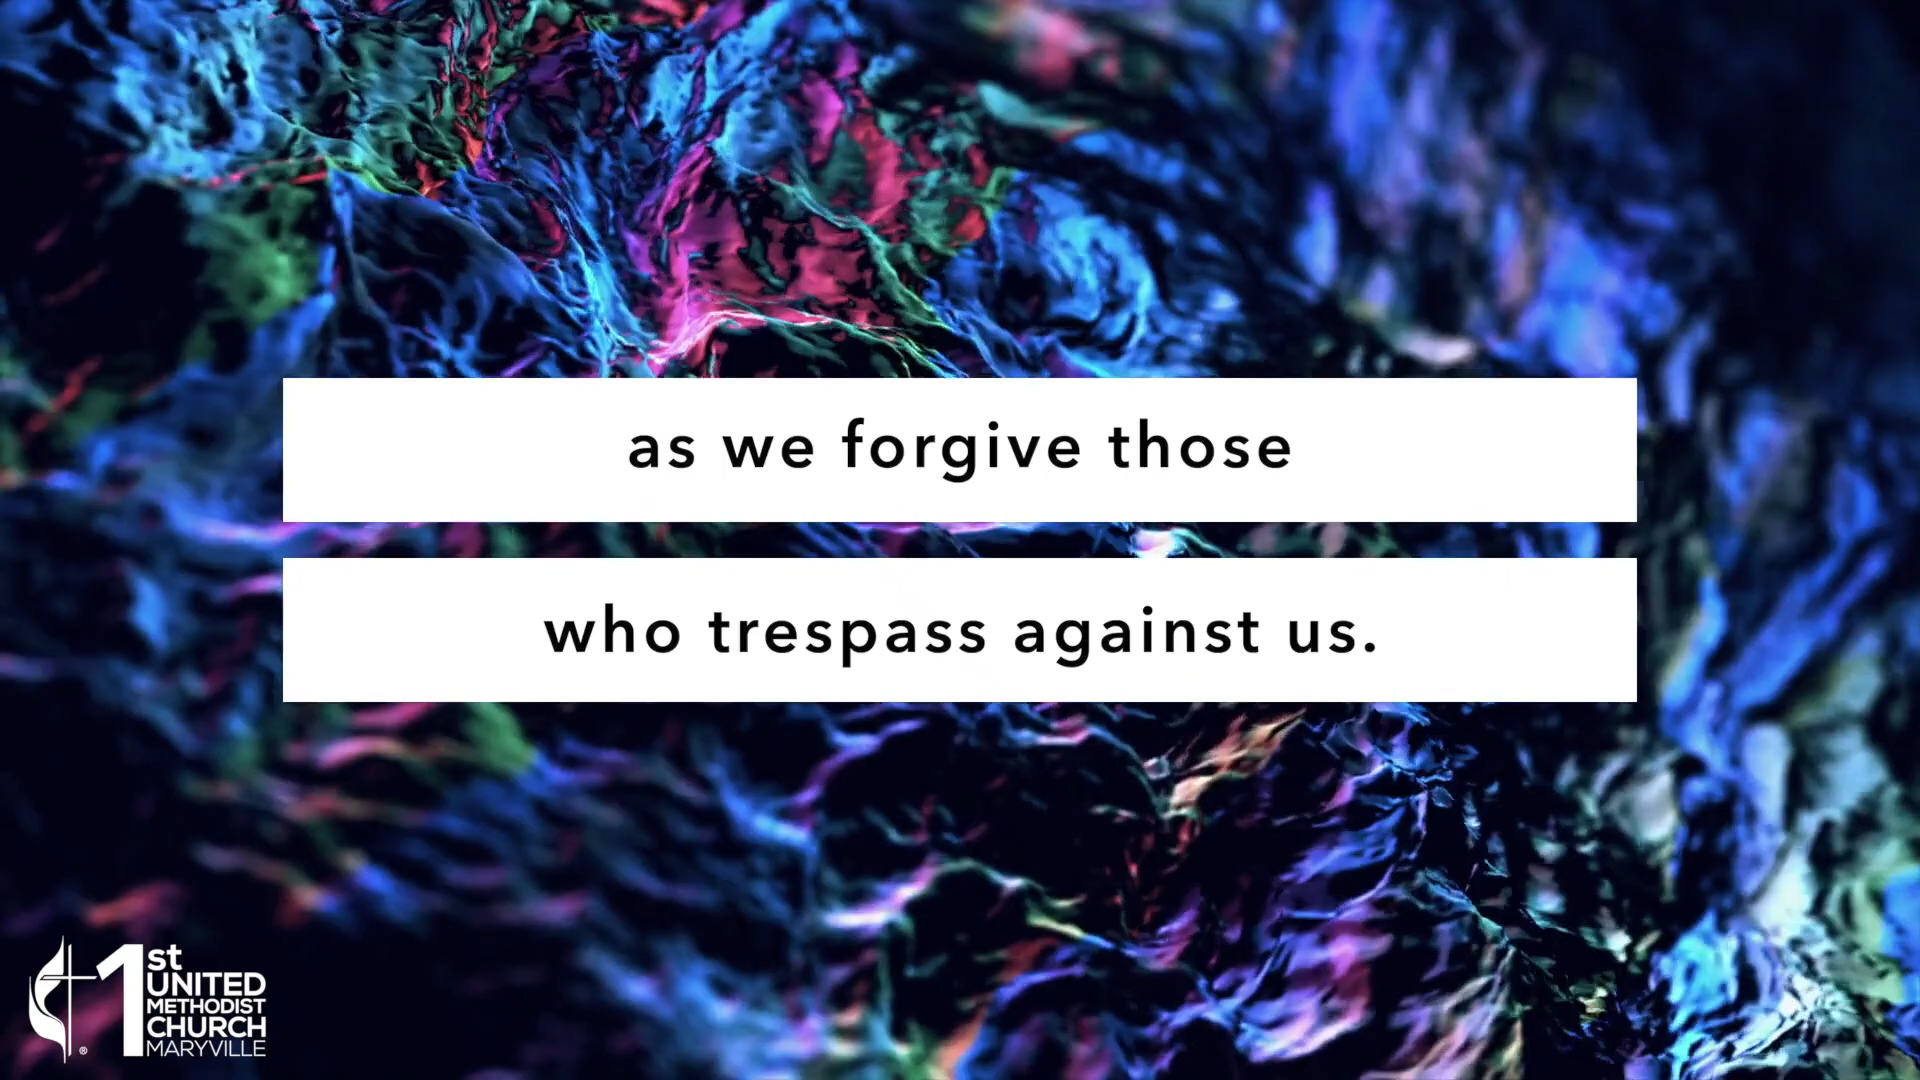 as we forgive those
who trespass against us.
1st
UNITED
METHODIST
CHURCH
MARYVILLE
®